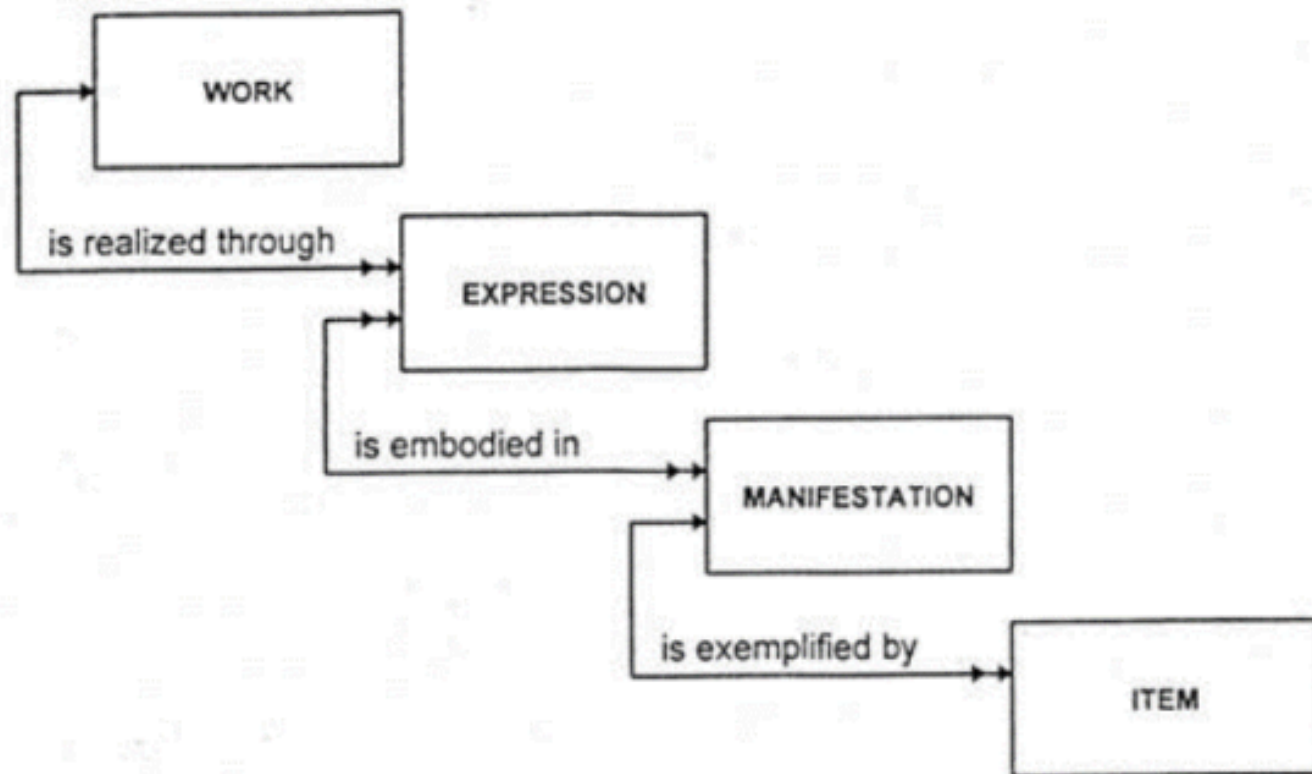 WORK
is realized through
EXPRESSION
is embodied in
MANIFESTATION
is exemplified by
ITEM